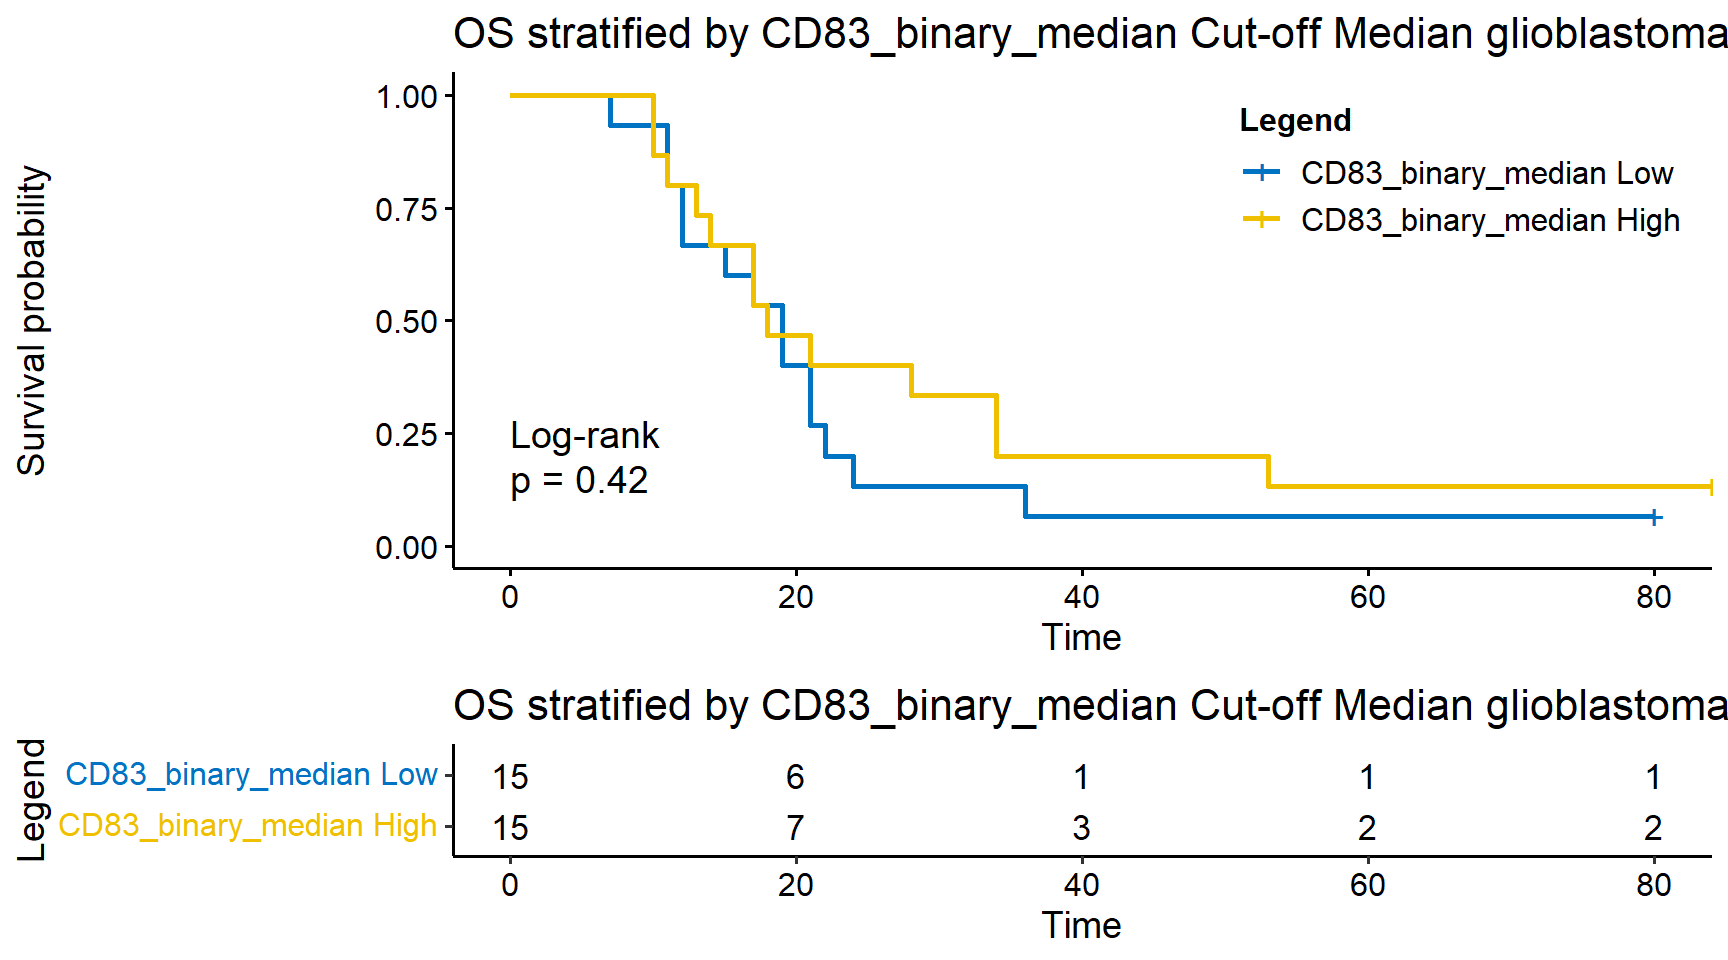 OS stratified by CD83_binary_median Cut-off Median glioblastoma
Survival probability
1.00
0.75
0.50
0.25
0.00
Legend
CD83_binary_median Low
CD83_binary_median High
Log-rank
p = 0.42
0 20 40 60 80
Time
OS stratified by CD83_binary_median Cut-off Median glioblastoma
Legend
CD83_binary_median Low 15 6 1 1 1
CD83_binary_median High 15 7 3 2 2
0 20 40 60 80
Time